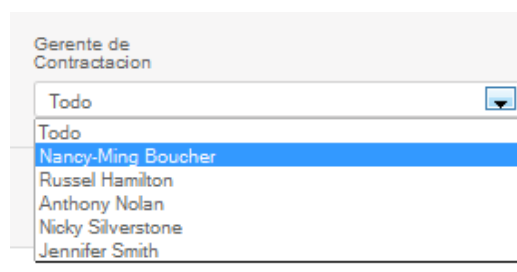 Gerente de
Contractacion
Todo
Todo
Nancy-Ming Boucher
Russel Hamilton
Anthony Nolan
Nicky Silverstone
Jennifer Smith